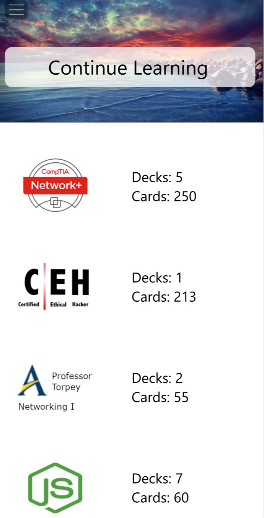 Continue Learning
CompTIA
Network+
Decks: 5
Cards: 250
C|EH
Certified Ethical Hacker
Decks: 1
Cards: 213
Professor
Torpey
Networking I
Decks: 2
Cards: 55
JS
Decks: 7
Cards: 60